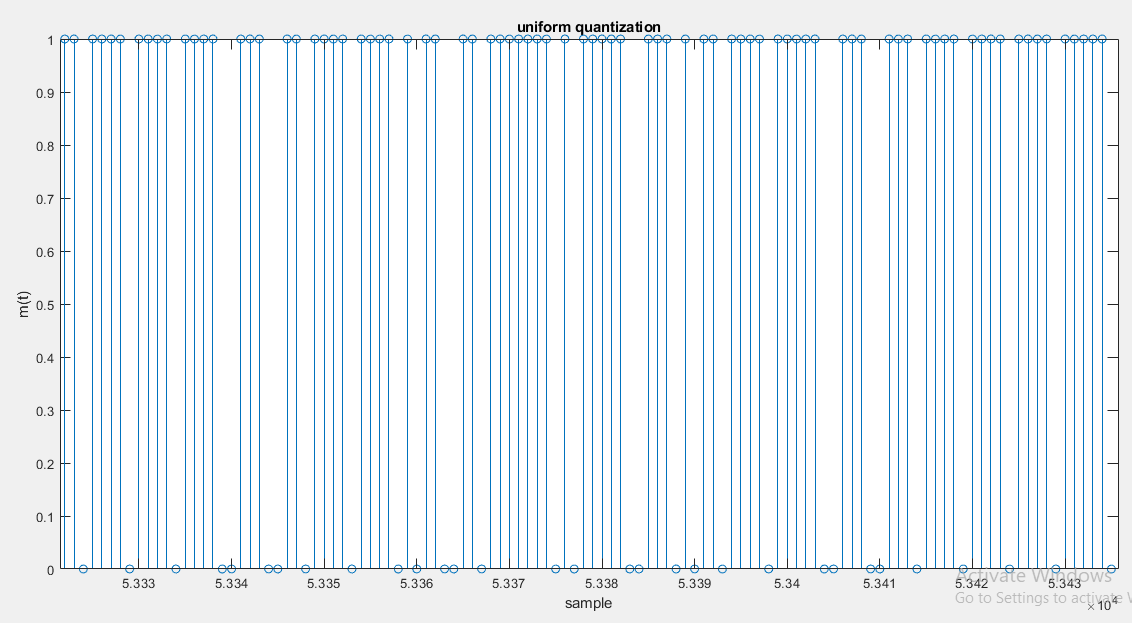 uniform quantization
1
0.9
0.8
0.7
0.6
0.5
0.4
0.3
0.2
0.1
0
m(t)
5.333 5.334 5.335 5.336 5.337 5.338 5.339 5.34 5.341 5.342 5.343
sample
× 10^4
Activate Windows
Go to Settings to activate